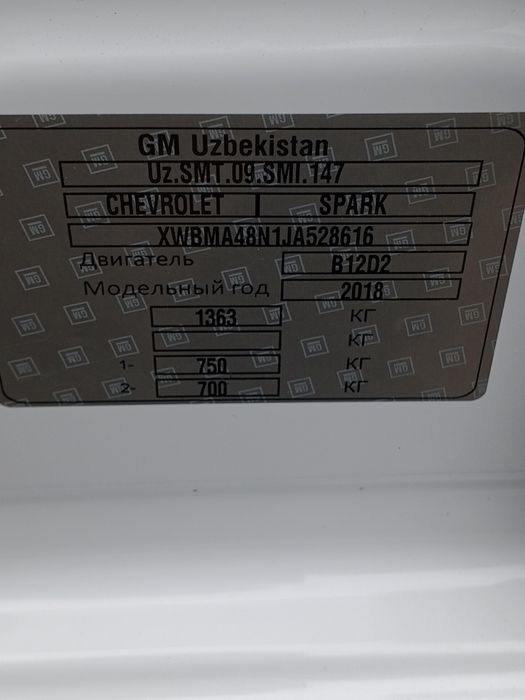 GM Uzbekistan
Uz.SMT.09.SMI.147
CHEVROLET SPARK
XWBMA48N1JA528616
Двигатель B12D2
Модельный год 2018
1363 КГ
КГ
1- 750 КГ
2- 700 КГ